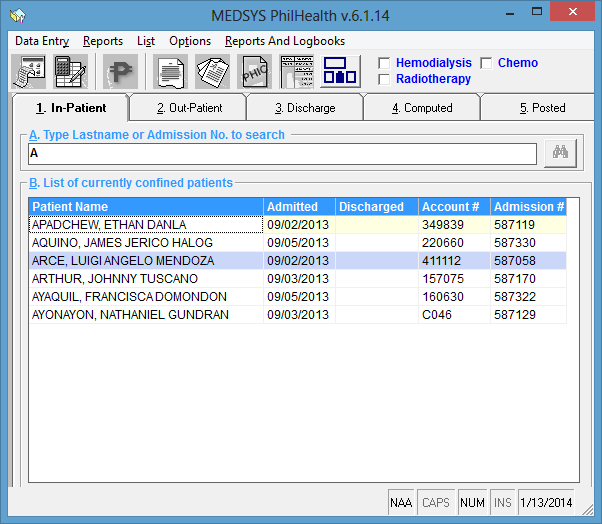 MEDSYS PhilHealth v.6.1.14
Data Entry Reports List Options Reports And Logbooks
PHIC
Hemodialysis Chemo
Radiotherapy
1. In-Patient 2. Out-Patient 3. Discharge 4. Computed 5. Posted
A. Type Lastname or Admission No. to search
A
B. List of currently confined patients
Patient Name Admitted Discharged Account # Admission #
APADCHEW, ETHAN DANLA 09/02/2013 349839 587119
AQUINO, JAMES JERICO HALOG 09/05/2013 220660 587330
ARCE, LUIGI ANGELO MENDOZA 09/02/2013 411112 587058
ARTHUR, JOHNNY TUSCANO 09/03/2013 157075 587170
AYAQUIL, FRANCISCA DOMONDON 09/05/2013 160630 587322
AYONAYON, NATHANIEL GUNDRAN 09/03/2013 C046 587129
NAA CAPS NUM INS 1/13/2014